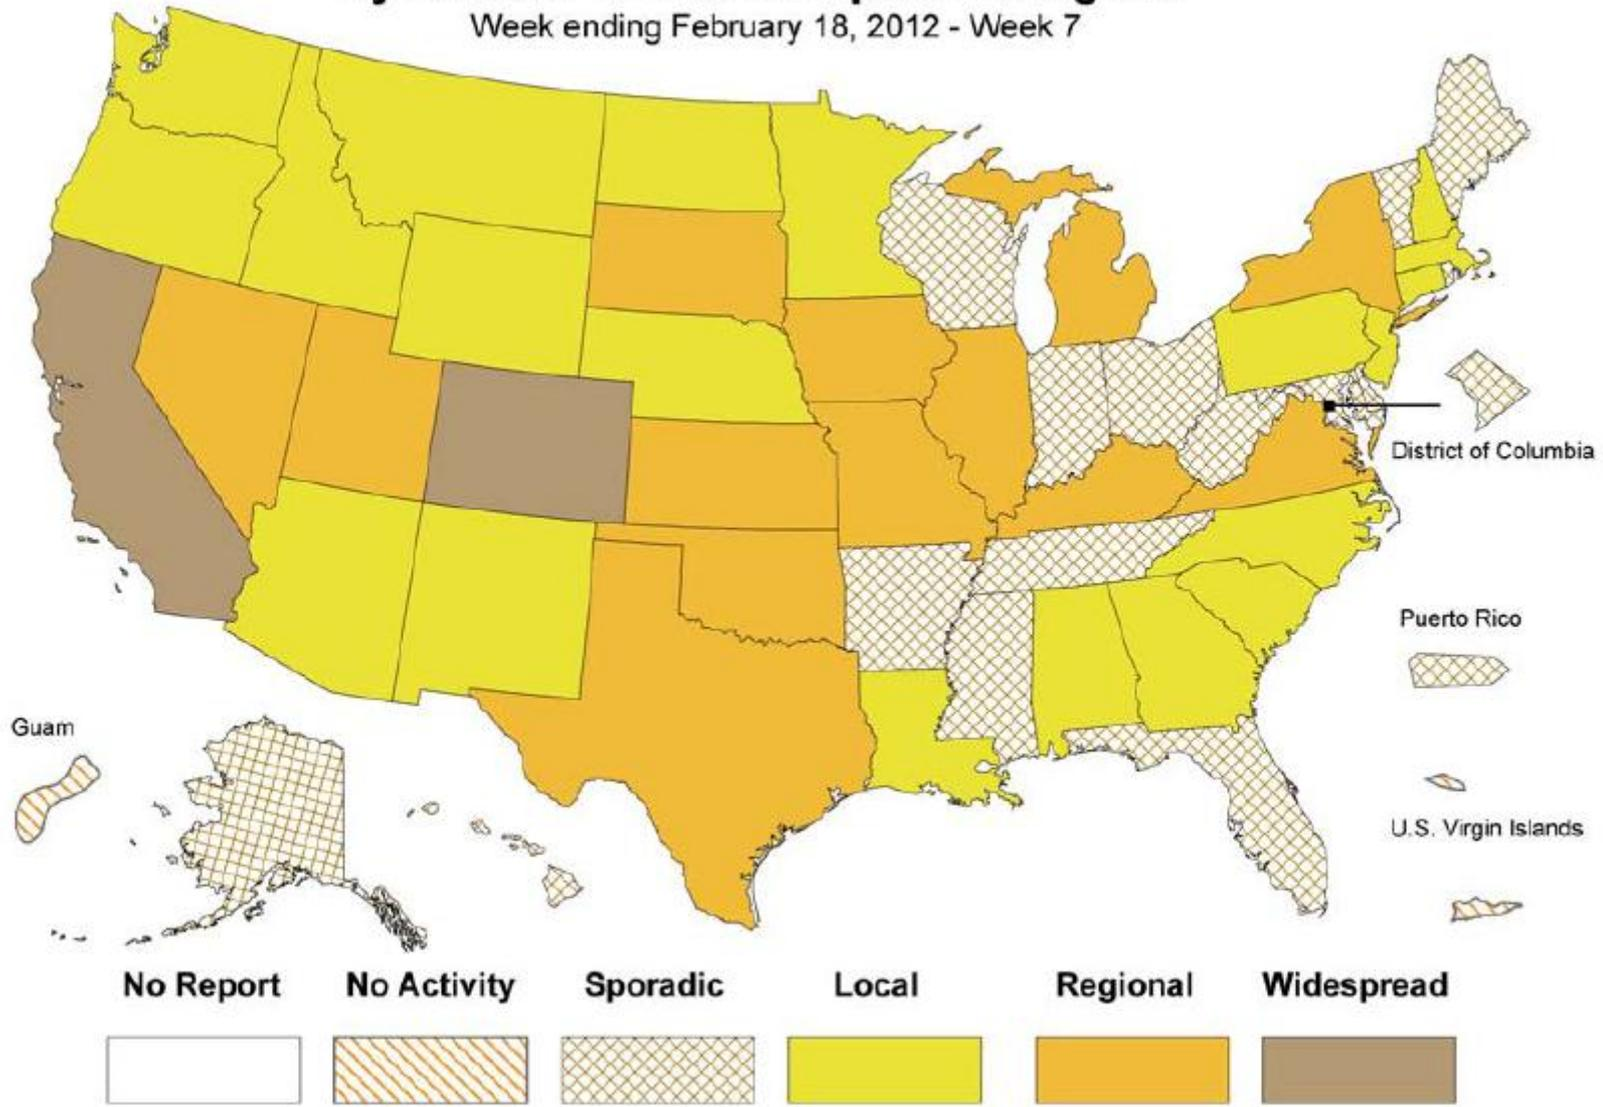 Week ending February 18, 2012 - Week 7
District of Columbia
Puerto Rico
Guam
U.S. Virgin Islands
No Report No Activity Sporadic Local Regional Widespread